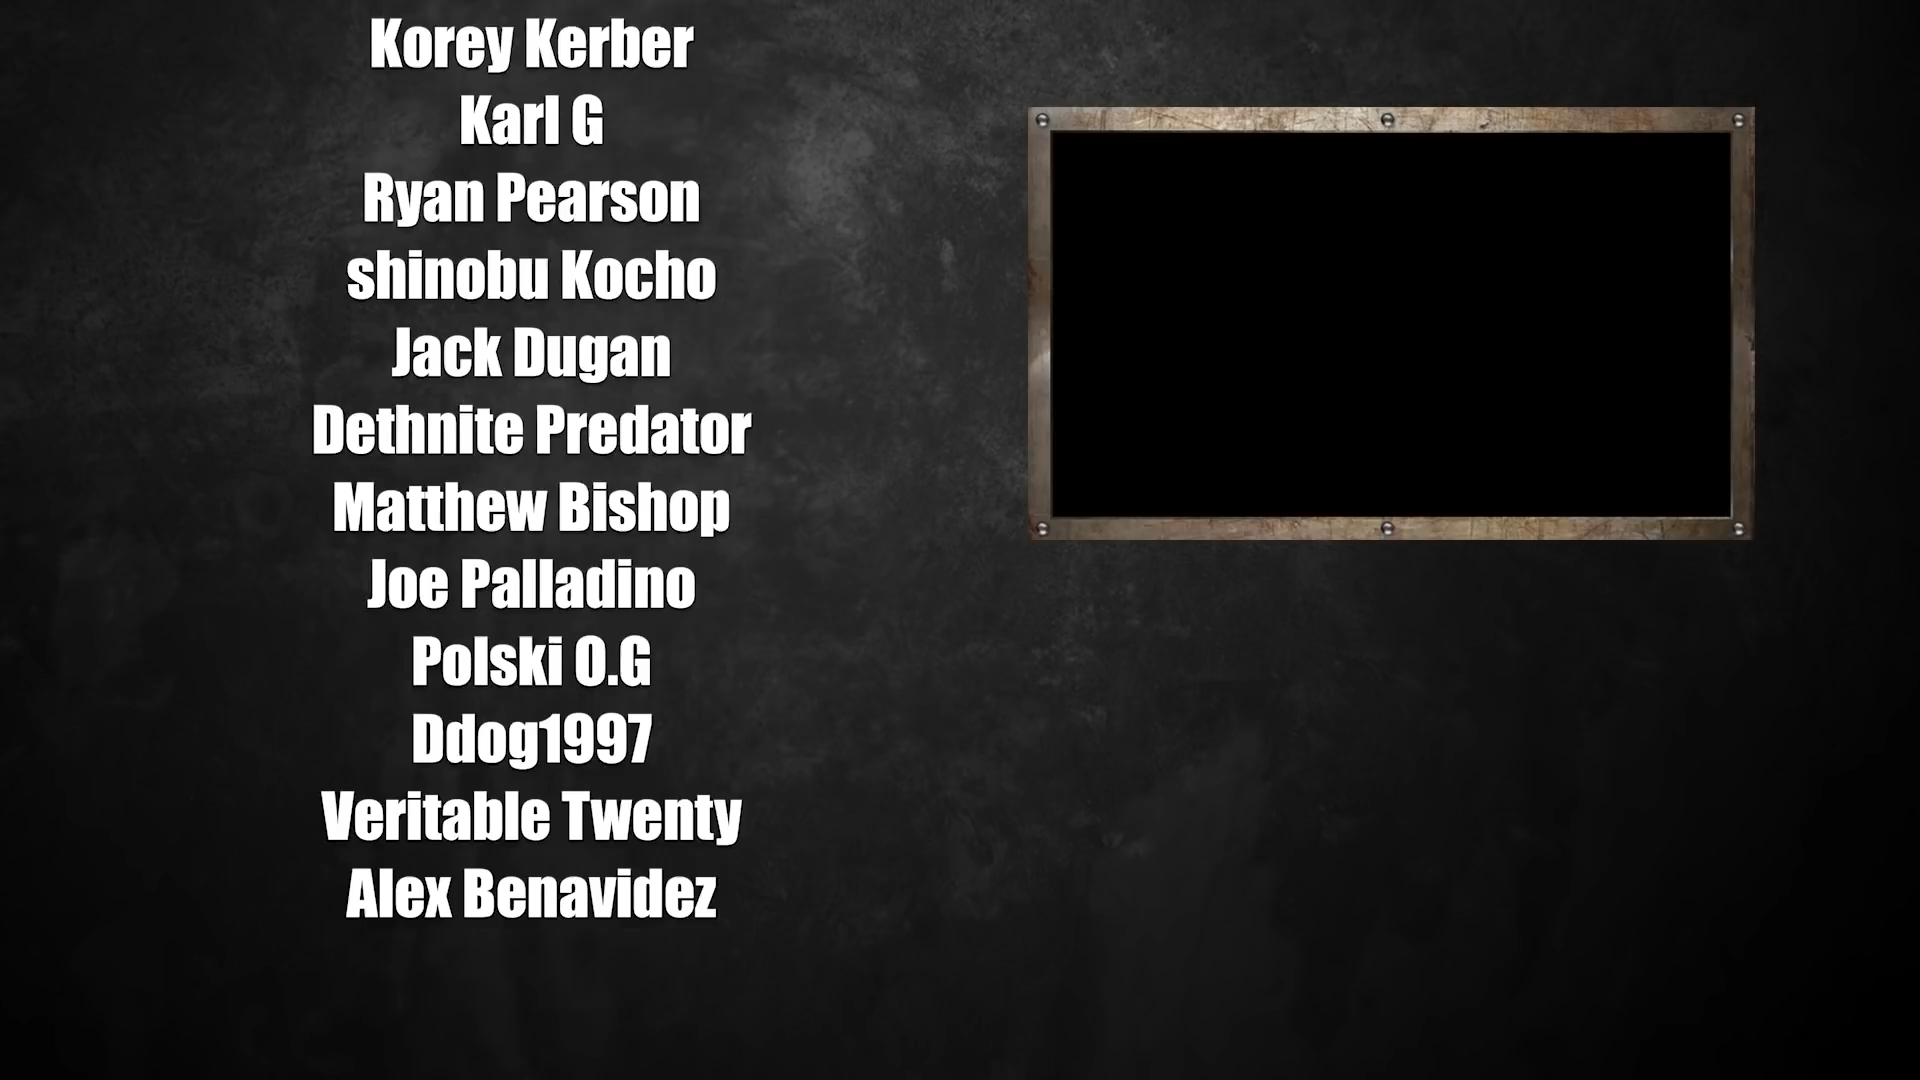 Korey Kerber
Karl G
Ryan Pearson
shinobu Kocho
Jack Dugan
Dethnite Predator
Matthew Bishop
Joe Palladino
Polski O.G
Ddog1997
Veritable Twenty
Alex Benavidez